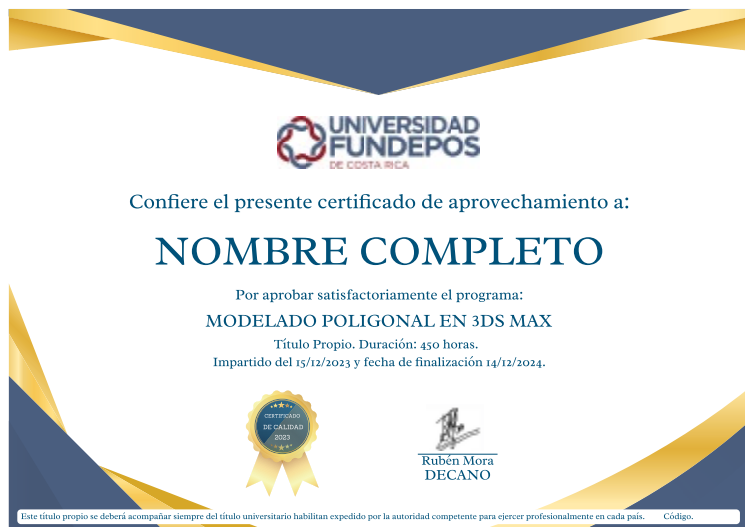 UNIVERSIDAD
FUNDEPOS
DE COSTA RICA
Confiere el presente certificado de aprovechamiento a:
NOMBRE COMPLETO
Por aprobar satisfactoriamente el programa:
MODELADO POLIGONAL EN 3DS MAX
Título Propio. Duración: 450 horas.
Impartido del 15/12/2023 y fecha de finalización 14/12/2024.
CERTIFICADO
DE CALIDAD
2023
Rubén Mora
DECANO
Este título propio se deberá acompañar siempre del título universitario habilitan expedido por la autoridad competente para ejercer profesionalmente en cada país. Código.